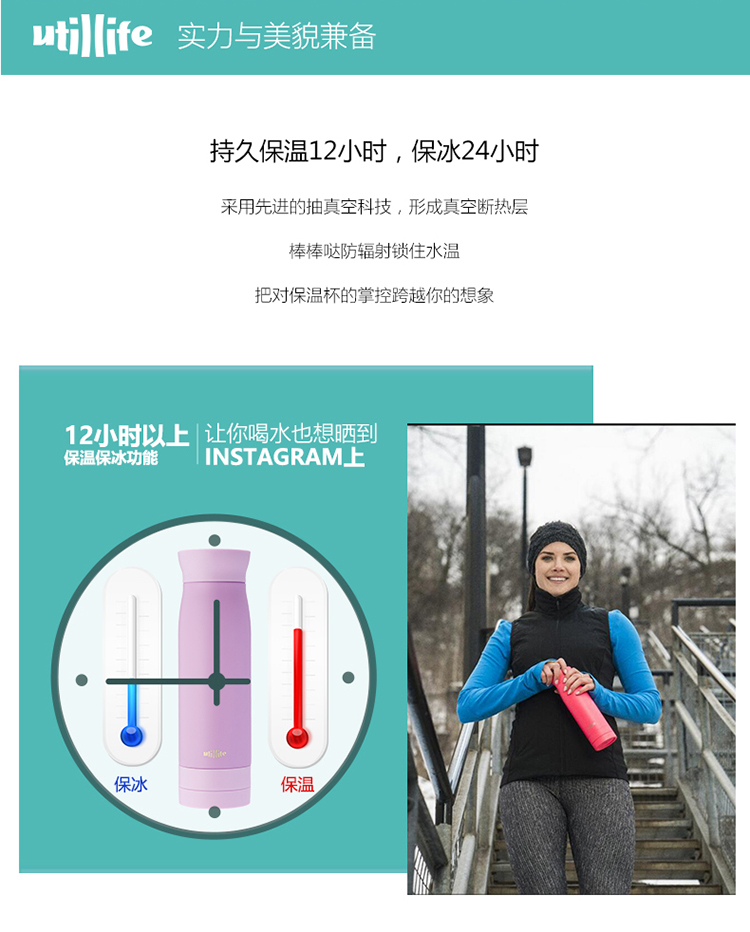 utillife 实力与美貌兼备
持久保温12小时，保冰24小时
采用先进的抽真空科技，形成真空断热层
棒棒哒防辐射锁住水温
把对保温杯的掌控跨越你的想象
12小时以上
保温保冰功能
让你喝水也想晒到
INSTAGRAM上
utillife
保冰
保温